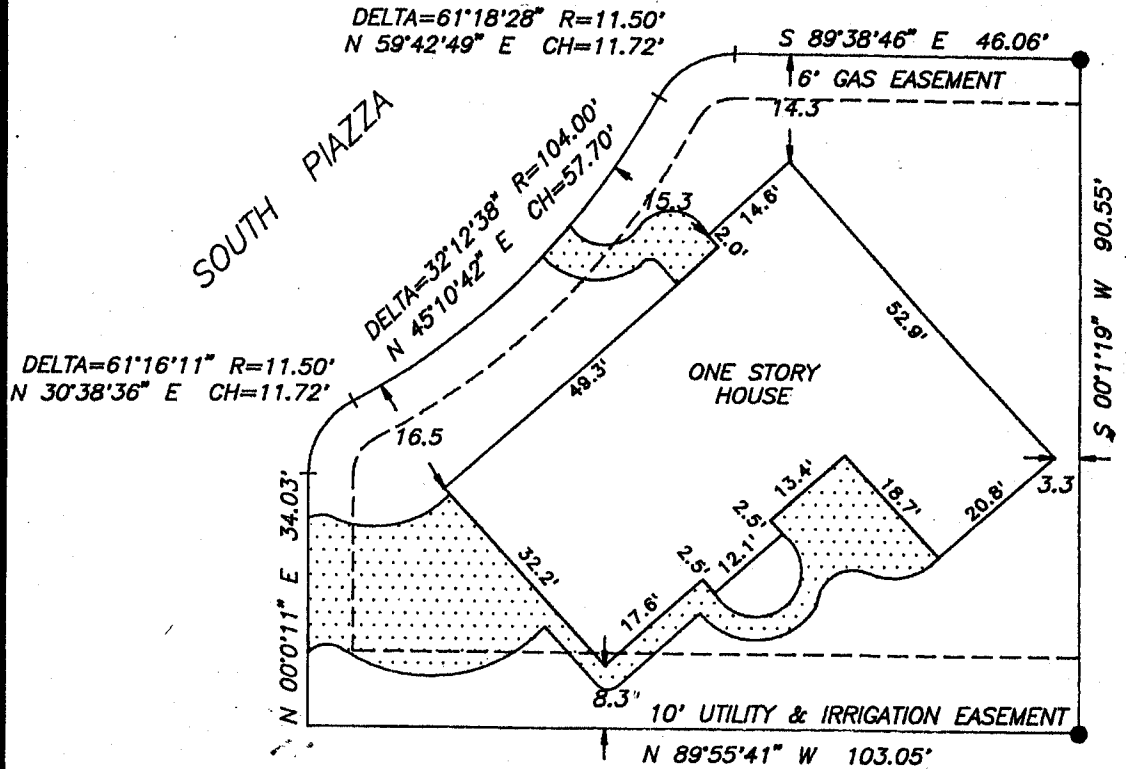 DELTA=61°18'28" R=11.50'
N 59°42'49" E CH=11.72'
S 89°38'46" E 46.06'
6' GAS EASEMENT
14.3
SOUTH PIAZZA
DELTA=32°12'38" R=104.00'
N 45°10'42" E CH=57.70'
15.3
14.6'
2.0'
S 00°1'19" W 90.55'
52.9'
DELTA=61°16'11" R=11.50'
N 30°38'36" E CH=11.72'
49.3'
ONE STORY
HOUSE
16.5
N 00°0'11" E 34.03'
13.4'
18.7'
20.8'
3.3
2.5'
12.1'
2.5'
32.2'
17.6'
8.3"
10' UTILITY & IRRIGATION EASEMENT
N 89°55'41" W 103.05'